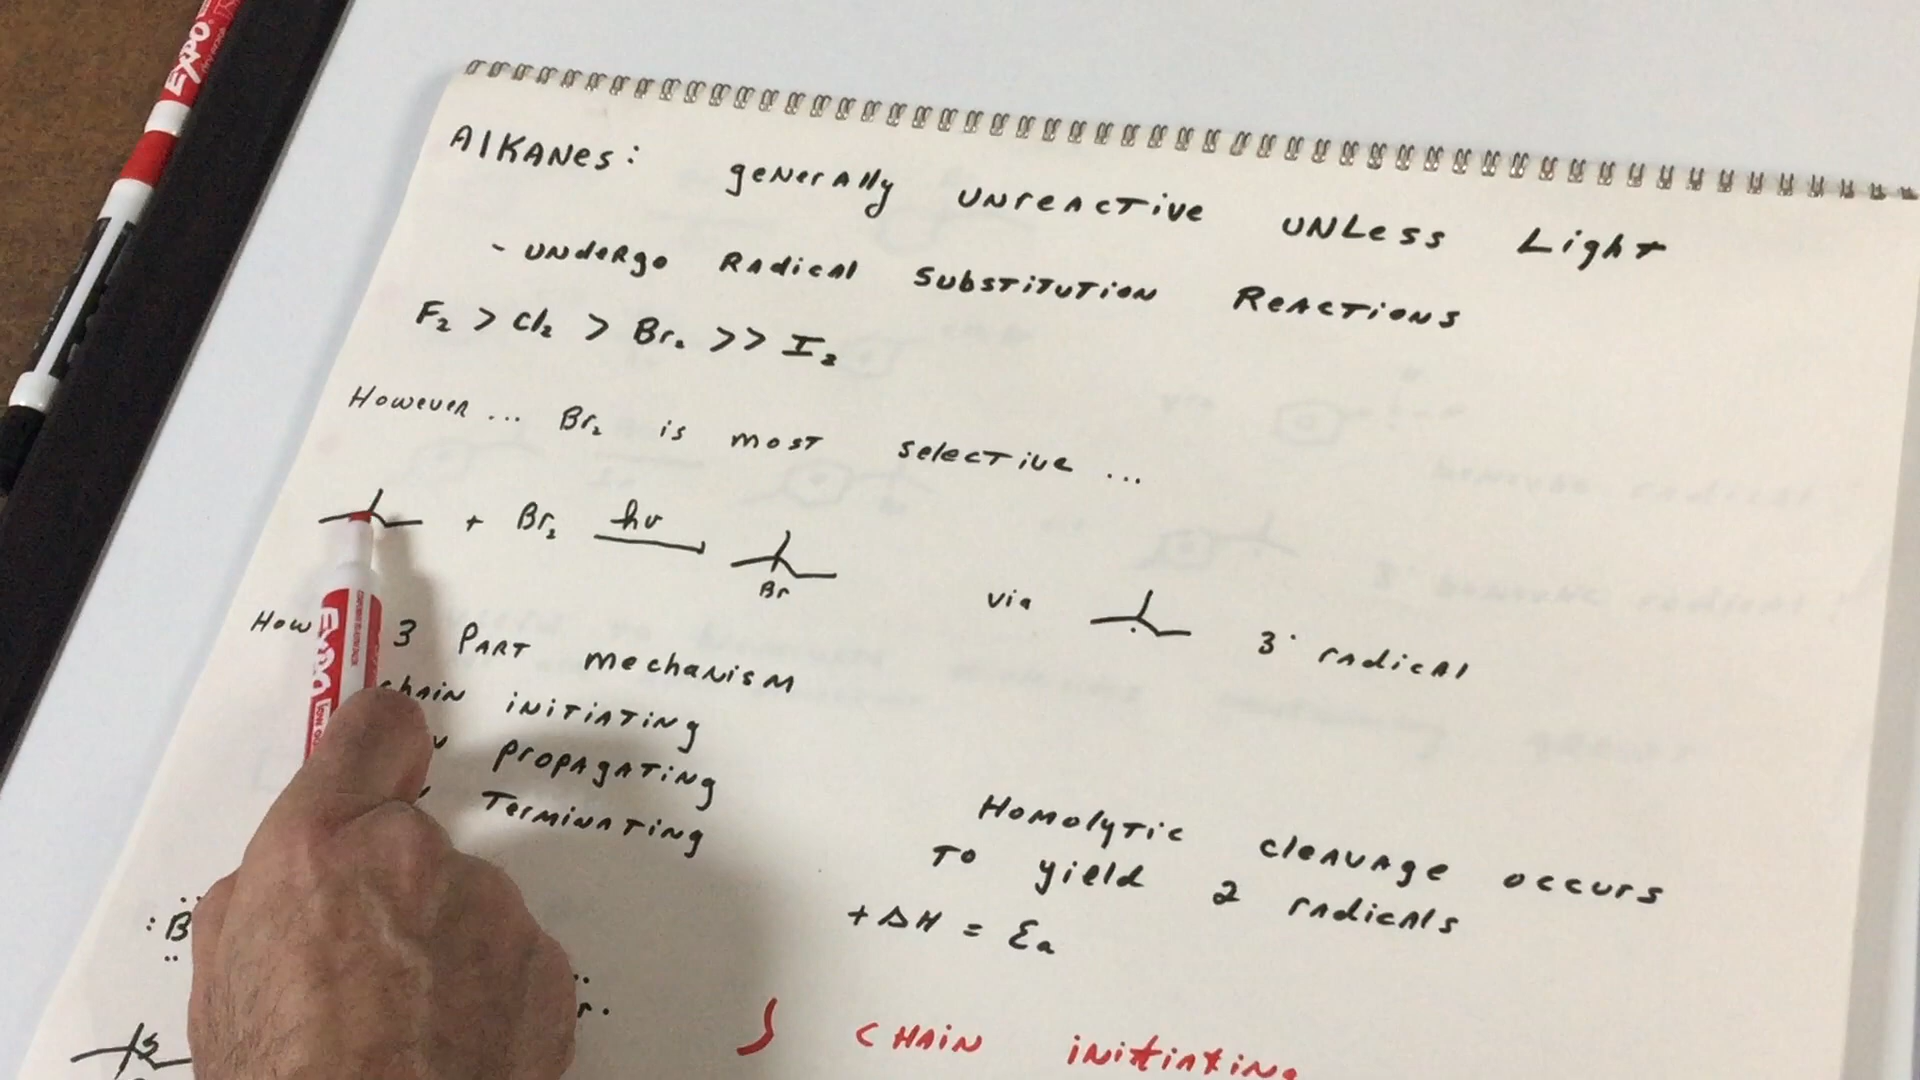 EXPO
AlKANes: generally unreactive unless Light
- undergo Radical Substitution Reactions
F₂ > Cl₂ > Br₂ >> I₂
However ... Br₂ is most selective ...
+ Br₂ hν
Br
via
3° radical
How 3 Part mechanism
chain initiating
propagating
Terminating
Homolytic cleavage occurs
to yield 2 radicals
+ΔH = Ea
:B
r·
} CHAIN initiating